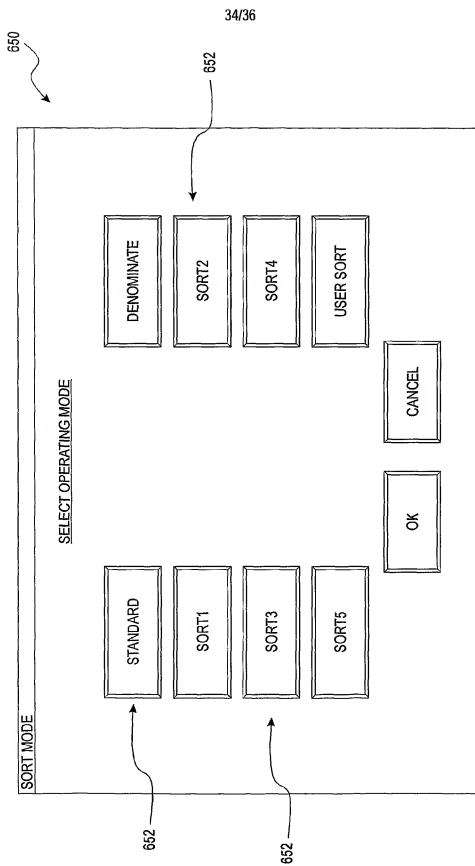 34/36
650
SORT MODE
SELECT OPERATING MODE
652
STANDARD
DENOMINATE
SORT1
SORT2
652
652
SORT3
SORT4
SORT5
USER SORT
OK
CANCEL